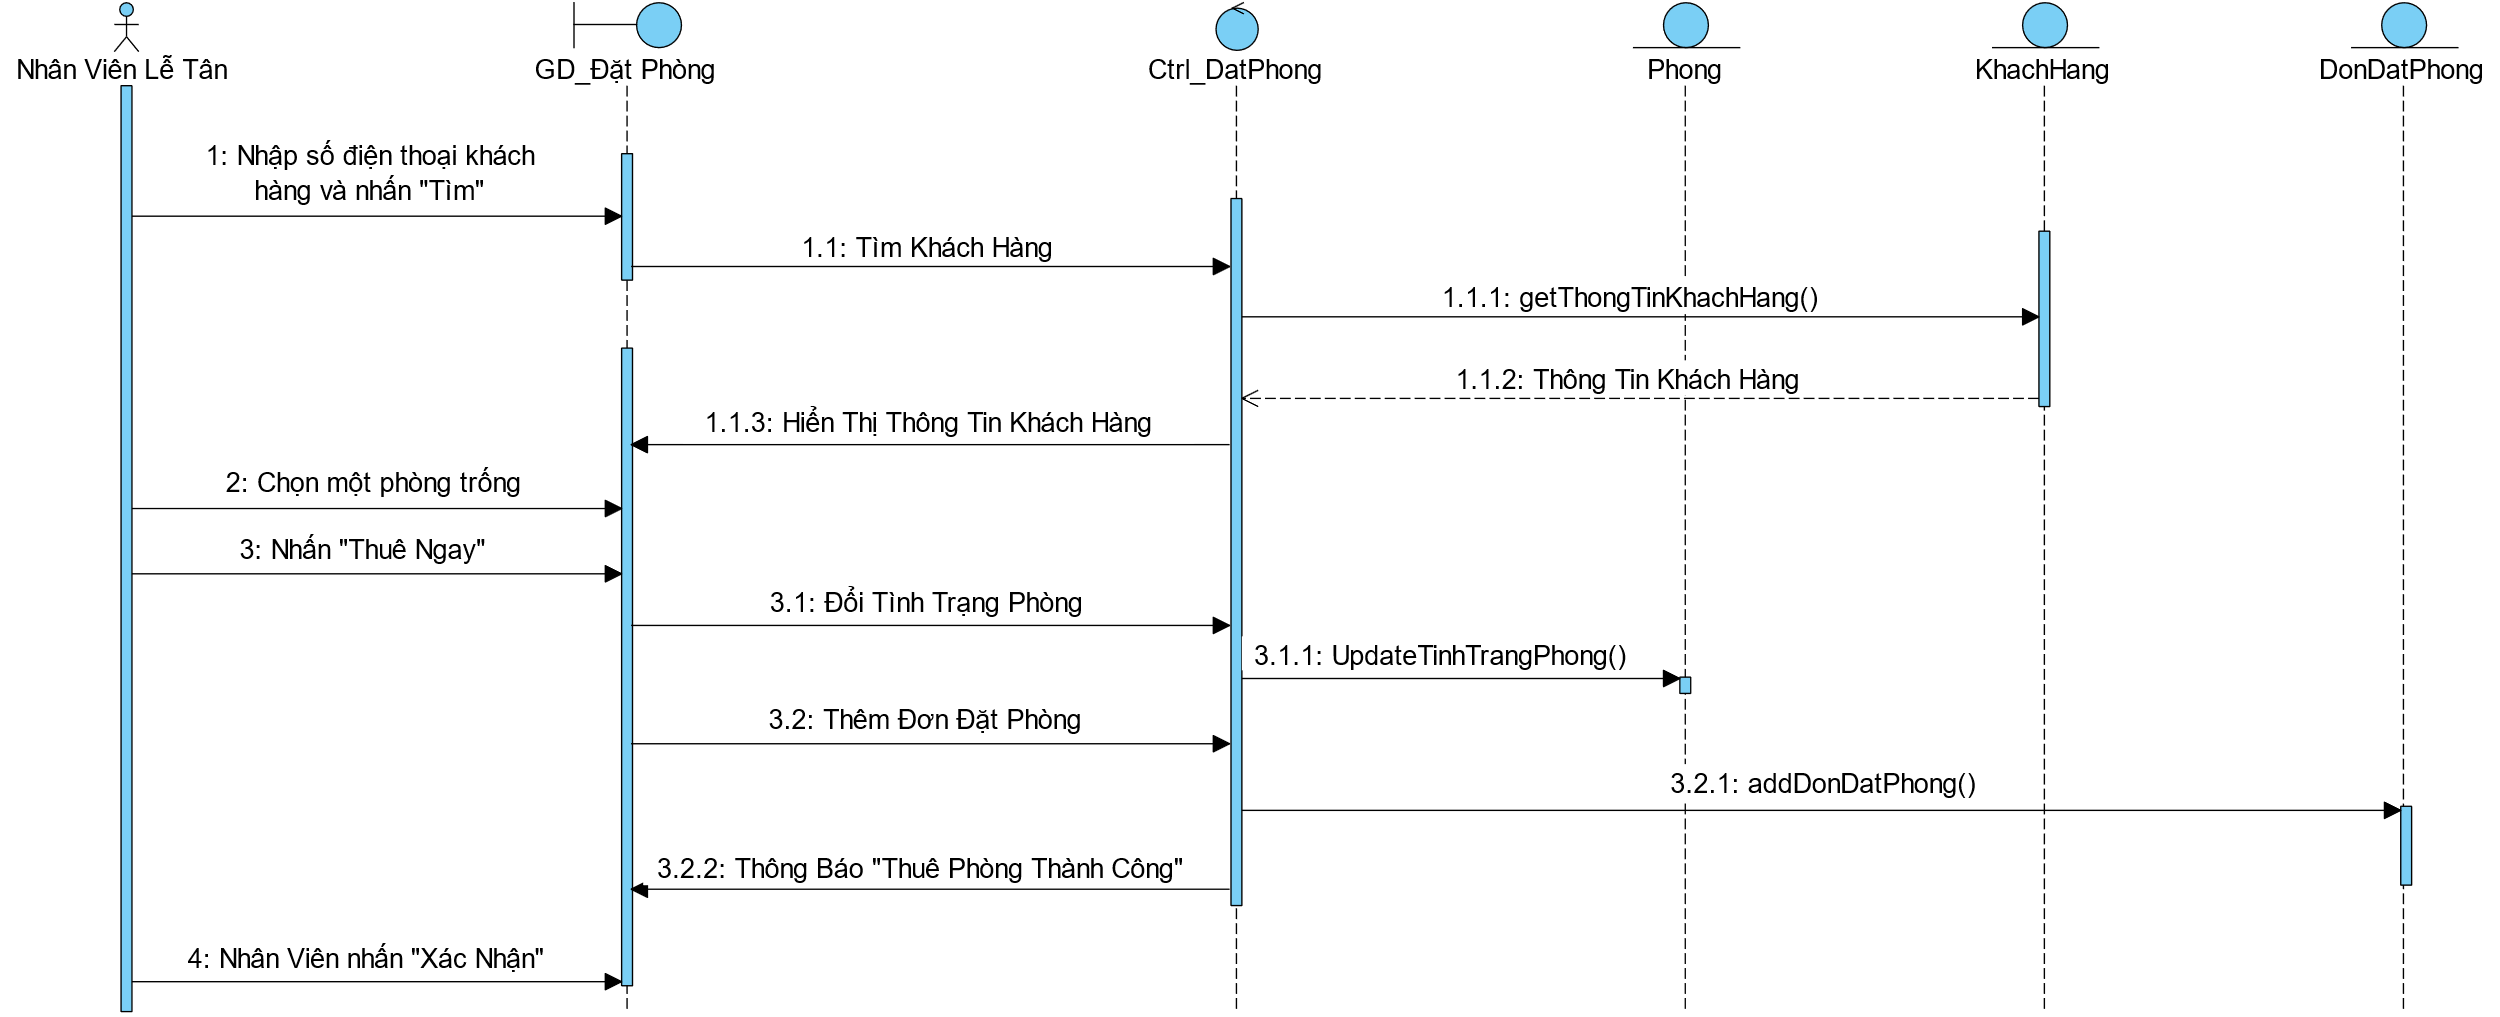 Nhân Viên Lễ Tân
GD_Đặt Phòng
Ctrl_DatPhong
Phong
KhachHang
DonDatPhong
1: Nhập số điện thoại khách
hàng và nhấn "Tìm"
1.1: Tìm Khách Hàng
1.1.1: getThongTinKhachHang()
1.1.2: Thông Tin Khách Hàng
1.1.3: Hiển Thị Thông Tin Khách Hàng
2: Chọn một phòng trống
3: Nhấn "Thuê Ngay"
3.1: Đổi Tình Trạng Phòng
3.1.1: UpdateTinhTrangPhong()
3.2: Thêm Đơn Đặt Phòng
3.2.1: addDonDatPhong()
3.2.2: Thông Báo "Thuê Phòng Thành Công"
4: Nhân Viên nhấn "Xác Nhận"